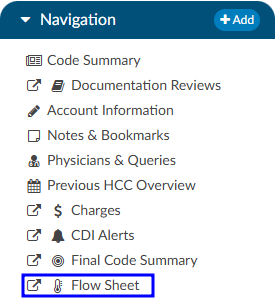 Navigation
+ Add
Code Summary
Documentation Reviews
Account Information
Notes & Bookmarks
Physicians & Queries
Previous HCC Overview
$ Charges
CDI Alerts
Final Code Summary
Flow Sheet